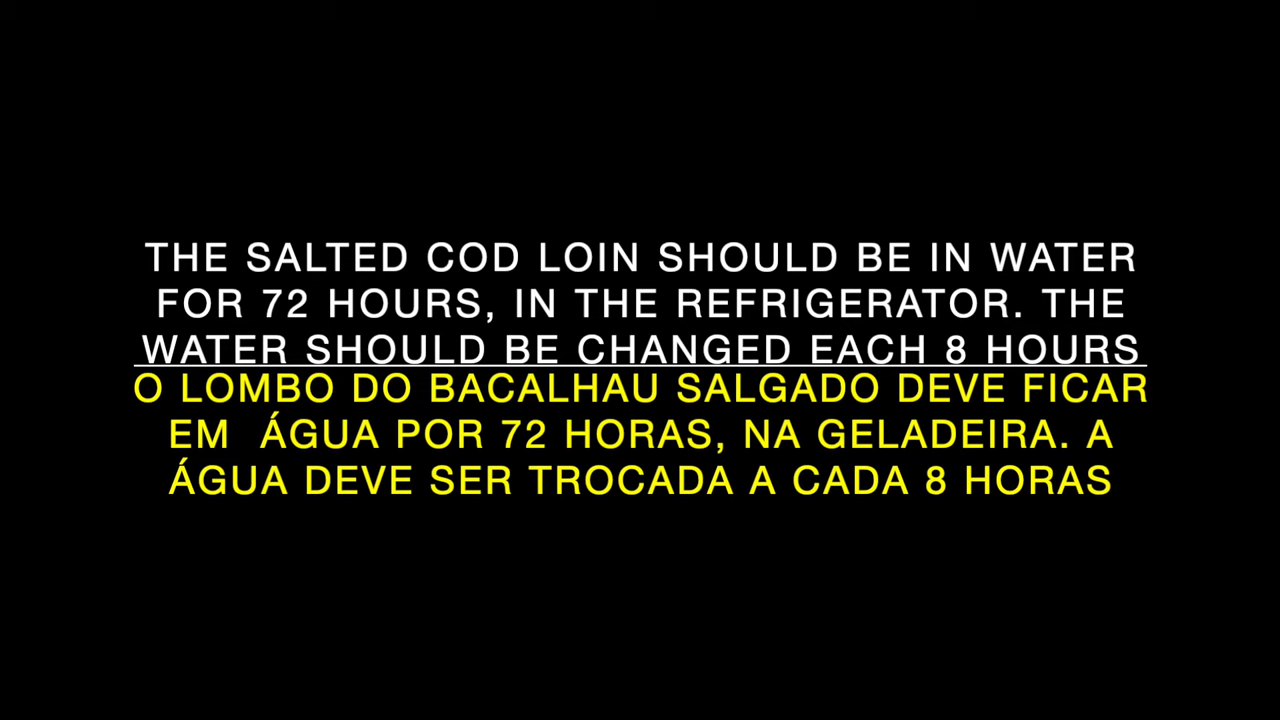 THE SALTED COD LOIN SHOULD BE IN WATER
FOR 72 HOURS, IN THE REFRIGERATOR. THE
WATER SHOULD BE CHANGED EACH 8 HOURS
O LOMBO DO BACALHAU SALGADO DEVE FICAR
EM  ÁGUA POR 72 HORAS, NA GELADEIRA. A
ÁGUA DEVE SER TROCADA A CADA 8 HORAS